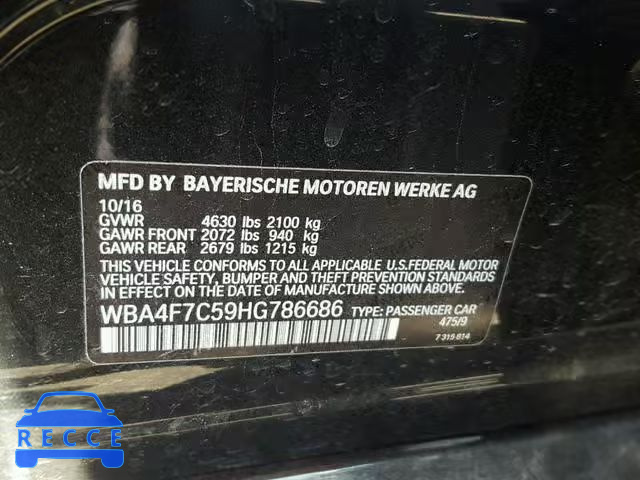 MFD BY BAYERISCHE MOTOREN WERKE AG
10/16
GVWR 4630 lbs 2100 kg
GAWR FRONT 2072 lbs 940 kg
GAWR REAR 2679 lbs 1215 kg
THIS VEHICLE CONFORMS TO ALL APPLICABLE U.S.FEDERAL MOTOR
VEHICLE SAFETY, BUMPER AND THEFT PREVENTION STANDARDS
IN EFFECT ON THE DATE OF MANUFACTURE SHOWN ABOVE.
WBA4F7C59HG786686 TYPE: PASSENGER CAR
475/9
7 315 814
RECCE